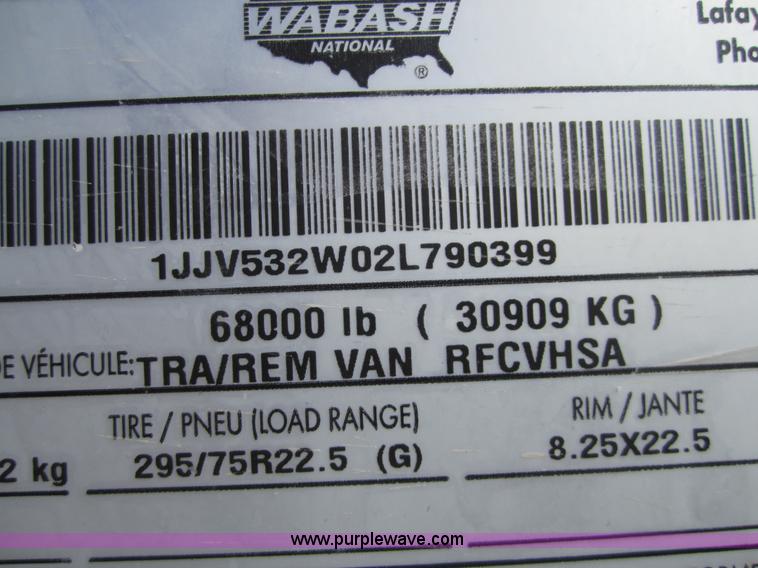 WABASH
NATIONAL
®
Lafay
Pho
1JJV532W02L790399
68000 lb ( 30909 KG )
DE VÉHICULE: TRA/REM VAN RFCVHSA
TIRE / PNEU (LOAD RANGE)
RIM / JANTE
2 kg
295/75R22.5 (G)
8.25X22.5
www.purplewave.com